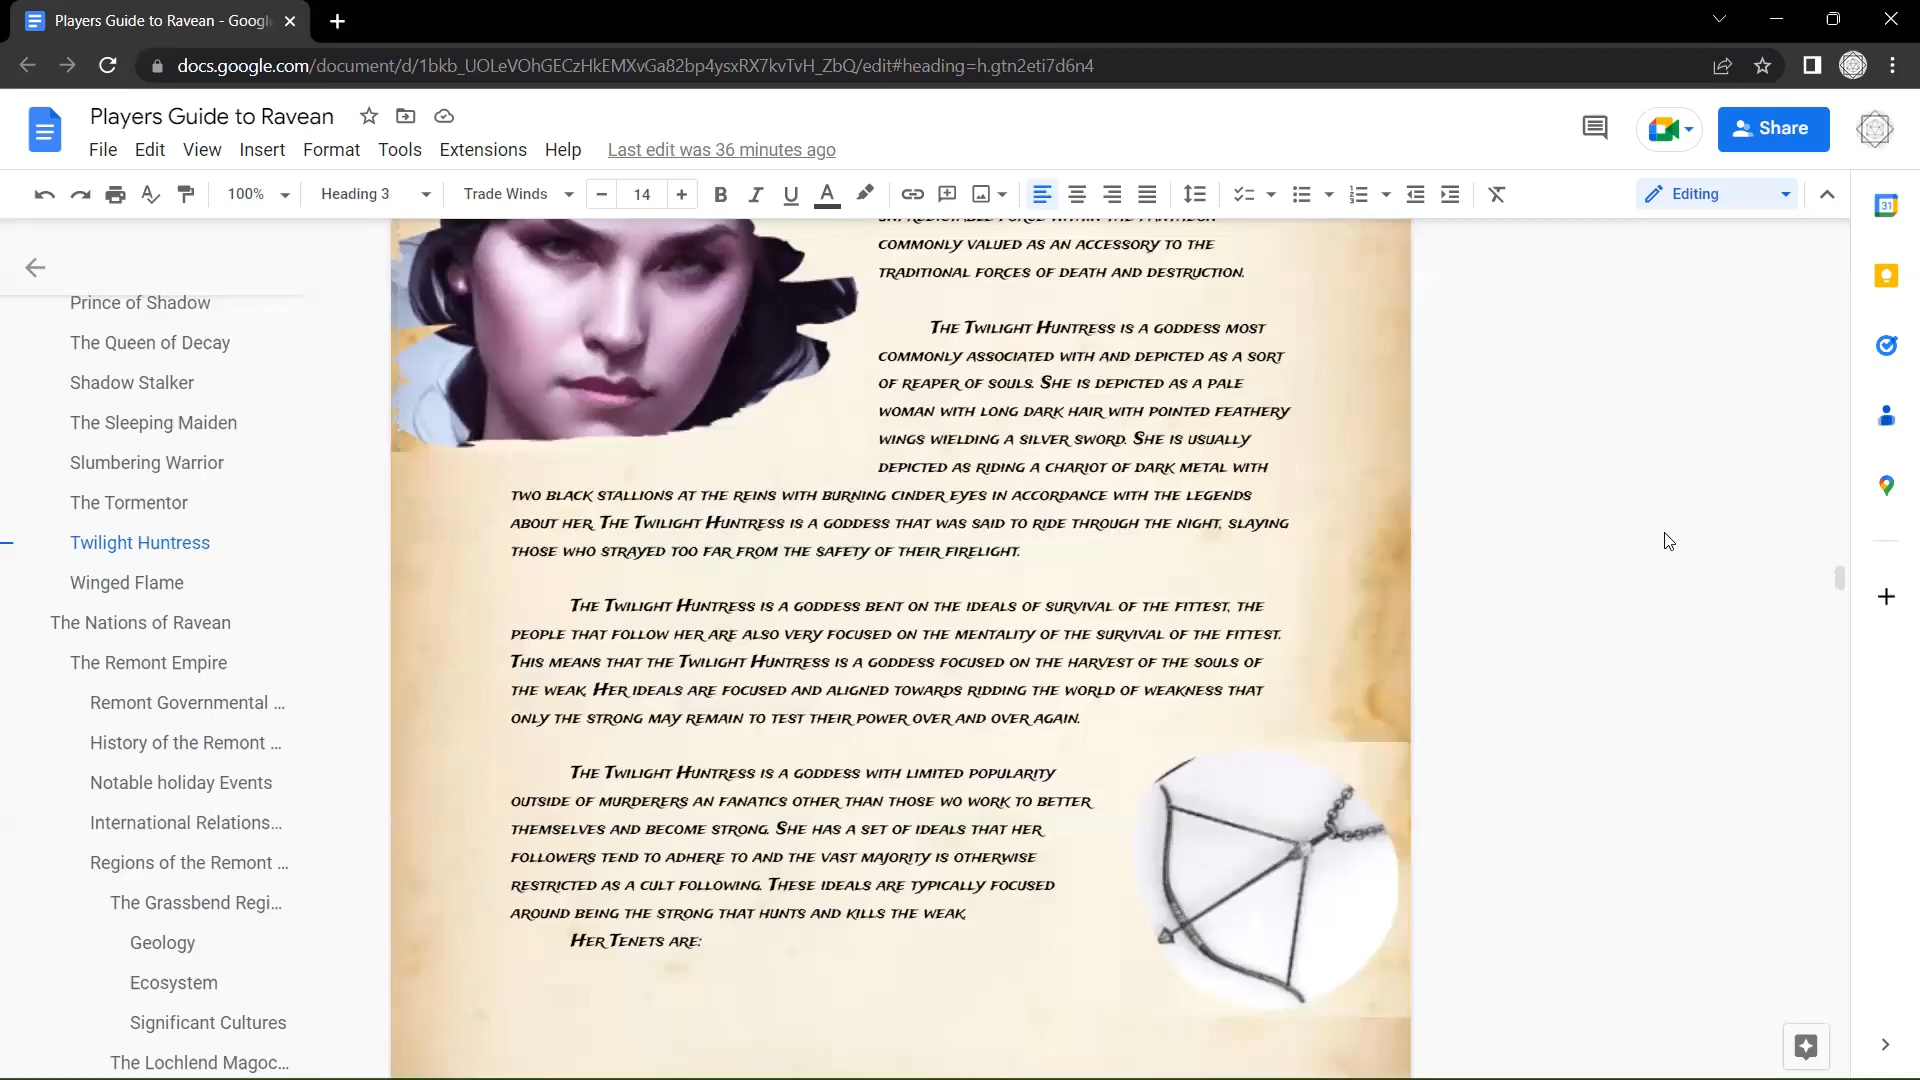 Players Guide to Ravean - Googl
docs.google.com/document/d/1bkb_UOLeVOhGECzHkEMXvGa82bp4ysxRX7kvTvH_ZbQ/edit#heading=h.gtn2eti7d6n4
Players Guide to Ravean
File Edit View Insert Format Tools Extensions Help Last edit was 36 minutes ago
Share
100% Heading 3 Trade Winds 14 B I U A Editing
31
Prince of Shadow
The Queen of Decay
Shadow Stalker
The Sleeping Maiden
Slumbering Warrior
The Tormentor
Twilight Huntress
Winged Flame
The Nations of Ravean
The Remont Empire
Remont Governmental ...
History of the Remont ...
Notable holiday Events
International Relations...
Regions of the Remont ...
The Grassbend Regi...
Geology
Ecosystem
Significant Cultures
The Lochlend Magoc...
unpredictable force within the pantheon
commonly valued as an accessory to the
traditional forces of death and destruction.
The Twilight Huntress is a goddess most
commonly associated with and depicted as a sort
of reaper of souls. She is depicted as a pale
woman with long dark hair with pointed feathery
wings wielding a silver sword. She is usually
depicted as riding a chariot of dark metal with
two black stallions at the reins with burning cinder eyes in accordance with the legends
about her. The Twilight Huntress is a goddess that was said to ride through the night, slaying
those who strayed too far from the safety of their firelight.
The Twilight Huntress is a goddess bent on the ideals of survival of the fittest, the
people that follow her are also very focused on the mentality of the survival of the fittest.
This means that the Twilight Huntress is a goddess focused on the harvest of the souls of
the weak. Her ideals are focused and aligned towards ridding the world of weakness that
only the strong may remain to test their power over and over again.
The Twilight Huntress is a goddess with limited popularity
outside of murderers an fanatics other than those wo work to better
themselves and become strong. She has a set of ideals that her
followers tend to adhere to and the vast majority is otherwise
restricted as a cult following. These ideals are typically focused
around being the strong that hunts and kills the weak.
Her Tenets are: